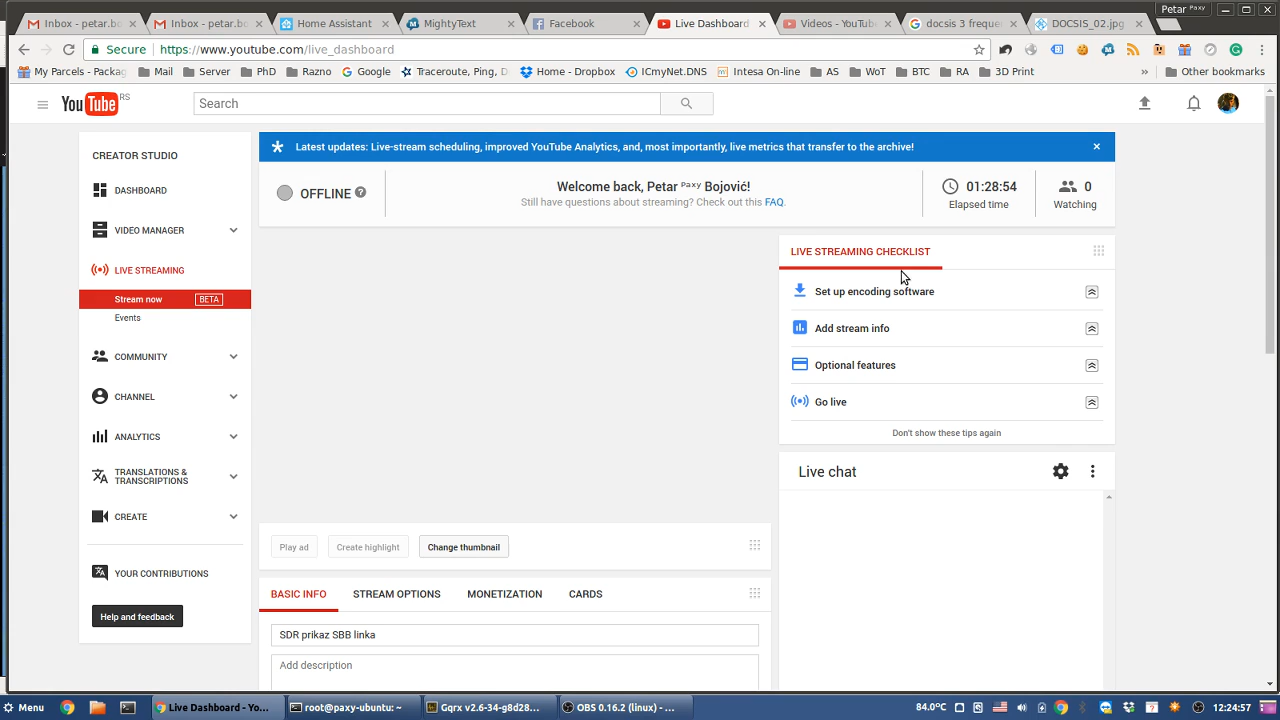 Inbox - petar.bo
Inbox - petar.bo
Home Assistant
MightyText
Facebook
Live Dashboard
Videos - YouTu
docsis 3 freene
DOCSIS_02.jpg
Petar ᴾᵃˣʸ
Secure
https://www.youtube.com/live_dashboard
My Parcels - Packag
Mail
Server
PhD
Razno
Google
Traceroute, Ping, D
Home - Dropbox
ICmyNet.DNS
Intesa On-line
AS
WoT
BTC
RA
3D Print
»
Other bookmarks
YouTube RS
Search
CREATOR STUDIO
DASHBOARD
VIDEO MANAGER
LIVE STREAMING
Stream now BETA
Events
COMMUNITY
CHANNEL
ANALYTICS
TRANSLATIONS &
TRANSCRIPTIONS
CREATE
YOUR CONTRIBUTIONS
Help and feedback
Latest updates: Live-stream scheduling, improved YouTube Analytics, and, most importantly, live metrics that transfer to the archive!
OFFLINE
Welcome back, Petar ᴾᵃˣʸ Bojović!
Still have questions about streaming? Check out this FAQ.
01:28:54
Elapsed time
0
Watching
LIVE STREAMING CHECKLIST
Set up encoding software
Add stream info
Optional features
Go live
Don't show these tips again
Live chat
Play ad
Create highlight
Change thumbnail
BASIC INFO
STREAM OPTIONS
MONETIZATION
CARDS
SDR prikaz SBB linka
Add description
Menu
Live Dashboard - Yo...
root@paxy-ubuntu: ~
Gqrx v2.6-34-g8d28...
OBS 0.16.2 (linux) - ...
84.0°C
12:24:57